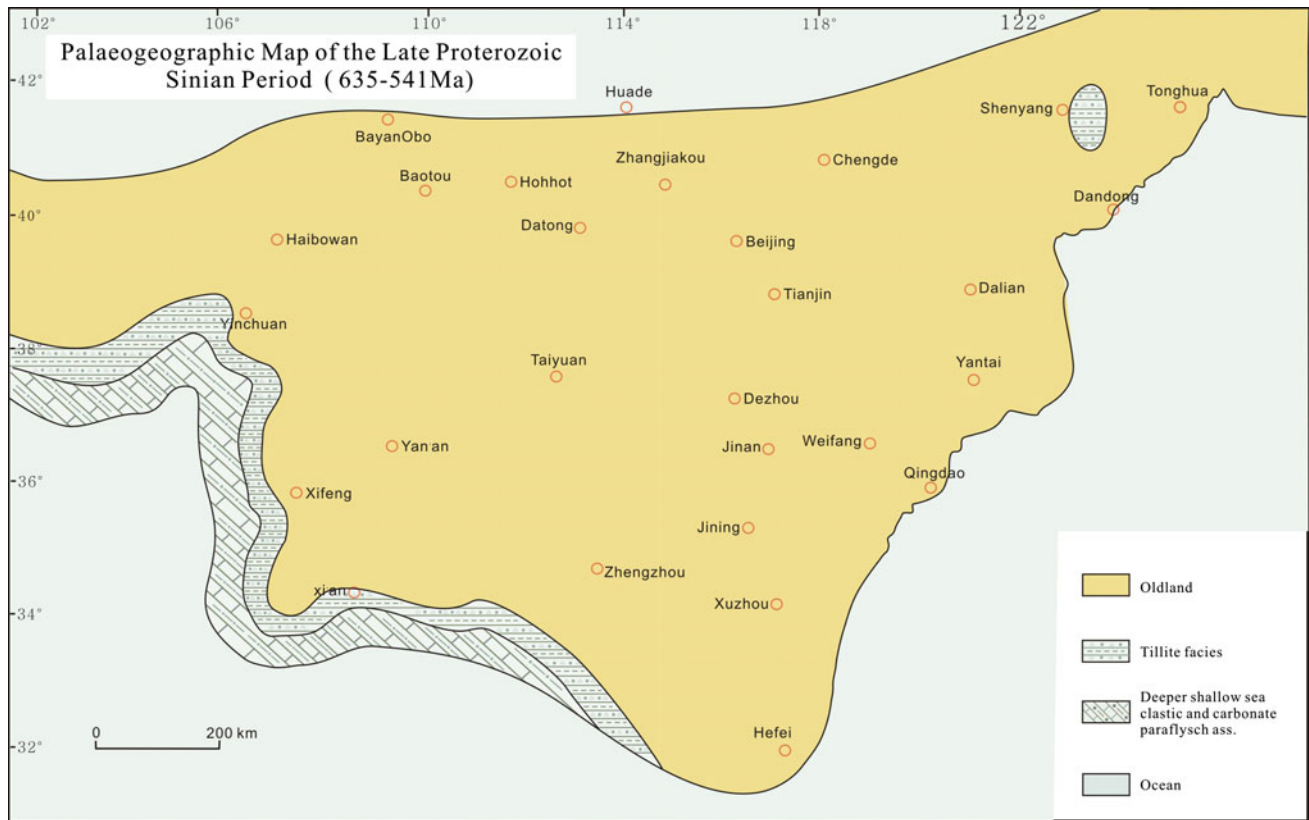 102° 106° 110° 114° 118° 122°
Palaeogeographic Map of the Late Proterozoic
Sinian Period ( 635-541Ma)
42°
Huade
Shenyang
Tonghua
BayanObo
Zhangjiakou
Chengde
Baotou
Hohhot
Dandong
40°
Datong
Haibowan
Beijing
Tianjin
Dalian
Yinchuan
38°
Taiyuan
Yantai
Dezhou
Yan an
Jinan
Weifang
36°
Xifeng
Qingdao
Jining
Zhengzhou
xi an
Xuzhou
34°
Oldland
Tillite facies
Deeper shallow sea
clastic and carbonate
paraflysch ass.
0 200 km
32°
Hefei
Ocean